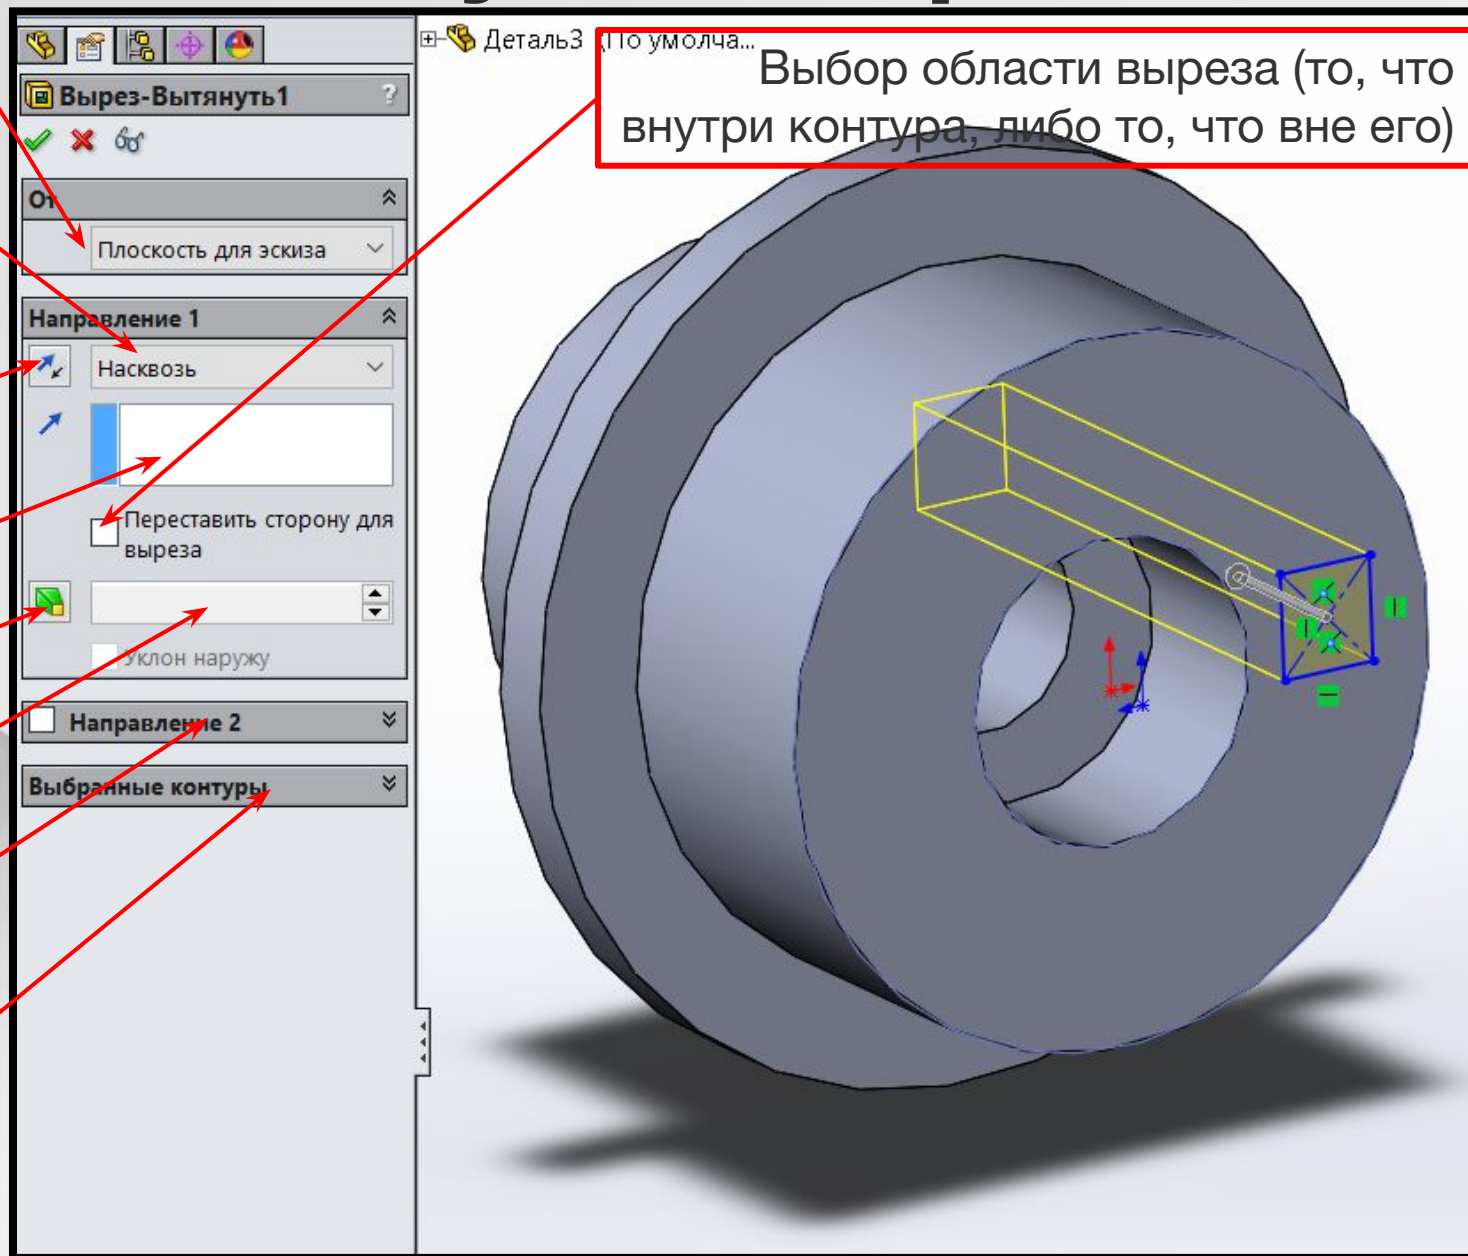 Деталь3 (По умолча...
Выбор области выреза (то, что
внутри контура, либо то, что вне его)
Вырез-Вытянуть1 ?
От
Плоскость для эскиза
Направление 1
Насквозь
Переставить сторону для
выреза
Уклон наружу
Направление 2
Выбранные контуры